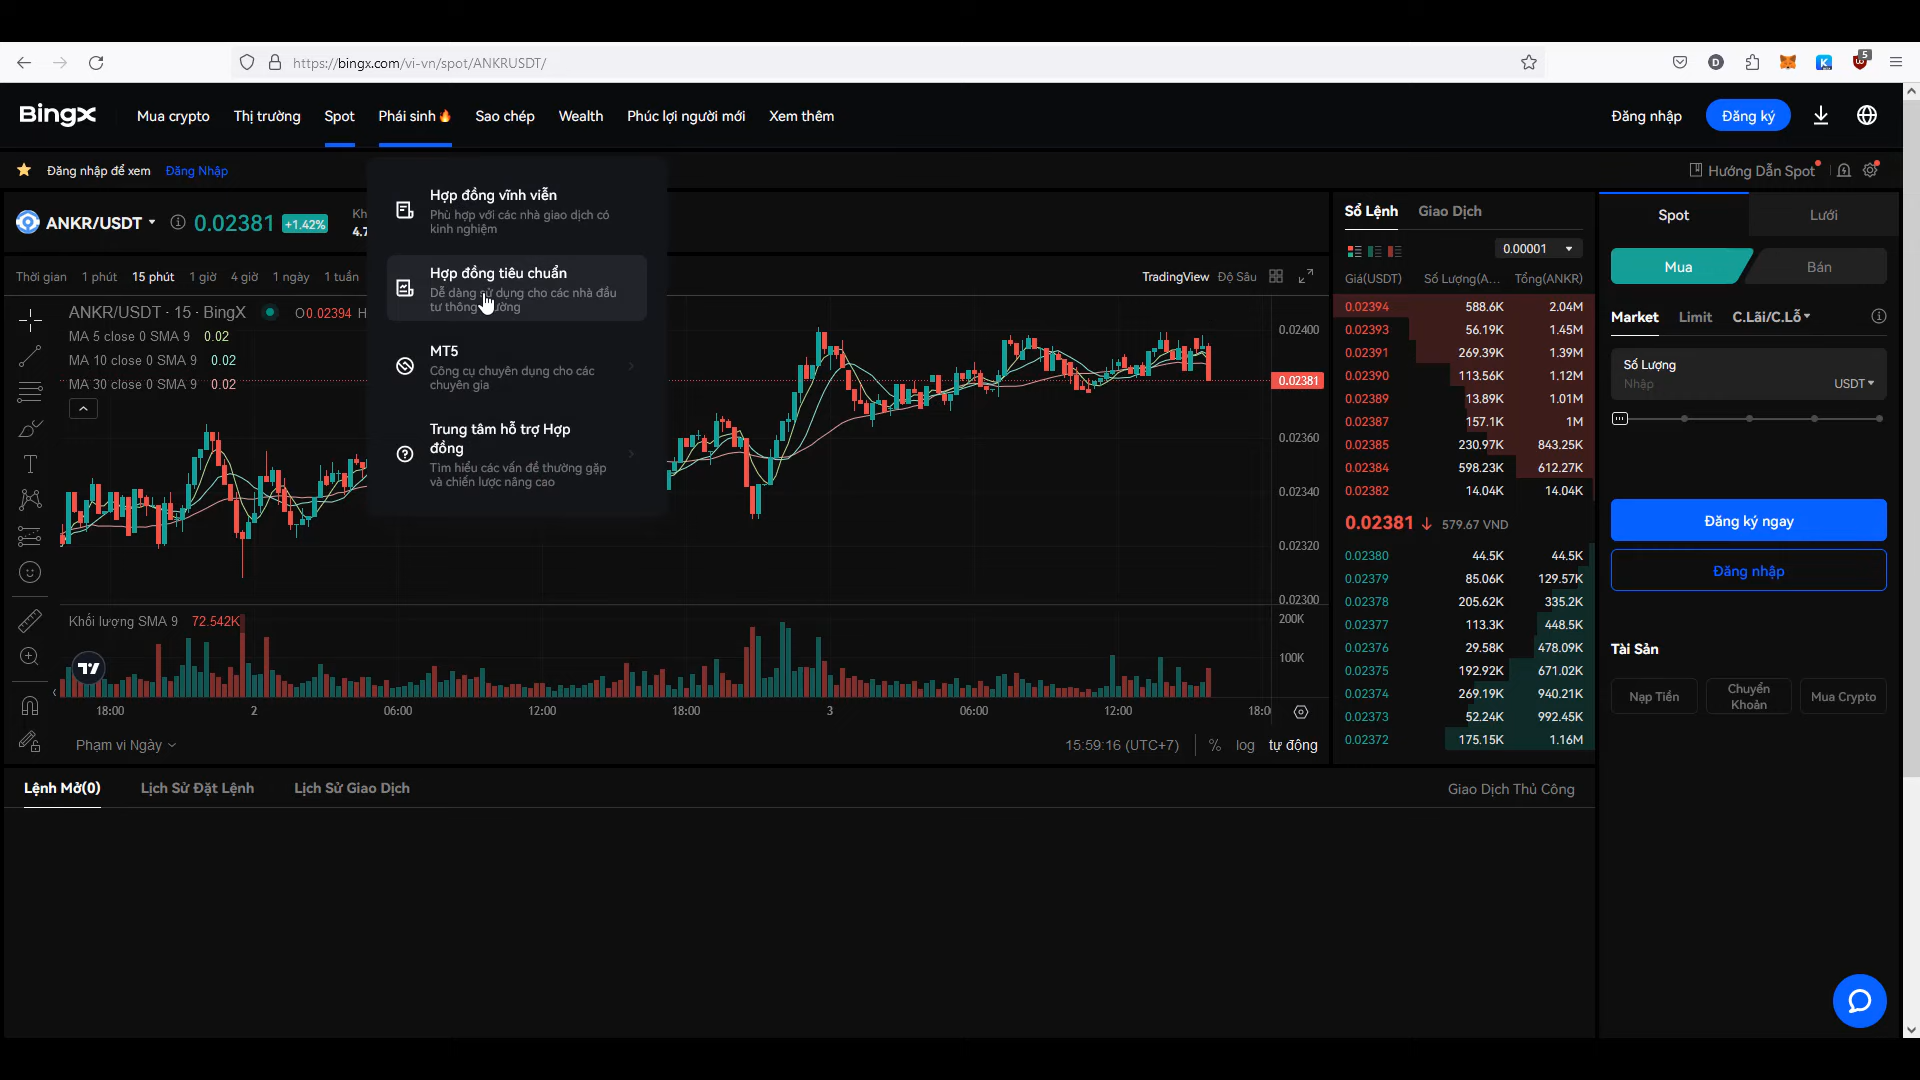 https://bingx.com/vi-vn/spot/ANKRUSDT/
5
BingX
Mua crypto
Thị trường
Spot
Phái sinh
Sao chép
Wealth
Phúc lợi người mới
Xem thêm
Đăng nhập
Đăng ký
Đăng nhập để xem
Đăng Nhập
Hướng Dẫn Spot
ANKR/USDT
0.02381
+1.42%
Kh
4.7
Hợp đồng vĩnh viễn
Phù hợp với các nhà giao dịch có
kinh nghiệm
Hợp đồng tiêu chuẩn
Dễ dàng sử dụng cho các nhà đầu
tư thông thường
MT5
Công cụ chuyên dụng cho các
chuyên gia
Trung tâm hỗ trợ Hợp
đồng
Tìm hiểu các vấn đề thường gặp
và chiến lược nâng cao
Thời gian
1 phút
15 phút
1 giờ
4 giờ
1 ngày
1 tuần
TradingView
Độ Sâu
ANKR/USDT · 15 · BingX
O0.02394 H
MA 5 close 0 SMA 9 0.02
MA 10 close 0 SMA 9 0.02
MA 30 close 0 SMA 9 0.02
0.02400
0.02381
0.02360
0.02340
0.02320
0.02300
Khối lượng SMA 9 72.542K
200K
100K
18:00
2
06:00
12:00
18:00
3
06:00
12:00
18:0
Phạm vi Ngày
15:59:16 (UTC+7)
%
log
tự động
Sổ Lệnh
Giao Dịch
0.00001
Giá(USDT) Số Lượng(A... Tổng(ANKR)
0.02394 588.6K 2.04M
0.02393 56.19K 1.45M
0.02391 269.39K 1.39M
0.02390 113.56K 1.12M
0.02389 13.89K 1.01M
0.02387 157.1K 1M
0.02385 230.97K 843.25K
0.02384 598.23K 612.27K
0.02382 14.04K 14.04K
0.02381 579.67 VND
0.02380 44.5K 44.5K
0.02379 85.06K 129.57K
0.02378 205.62K 335.2K
0.02377 113.3K 448.5K
0.02376 29.58K 478.09K
0.02375 192.92K 671.02K
0.02374 269.19K 940.21K
0.02373 52.24K 992.45K
0.02372 175.15K 1.16M
Spot
Lưới
Mua
Bán
Market
Limit
C.Lãi/C.Lỗ
Số Lượng
Nhập
USDT
Đăng ký ngay
Đăng nhập
Tài Sản
Nạp Tiền
Chuyển
Khoản
Mua Crypto
Lệnh Mở(0)
Lịch Sử Đặt Lệnh
Lịch Sử Giao Dịch
Giao Dịch Thủ Công